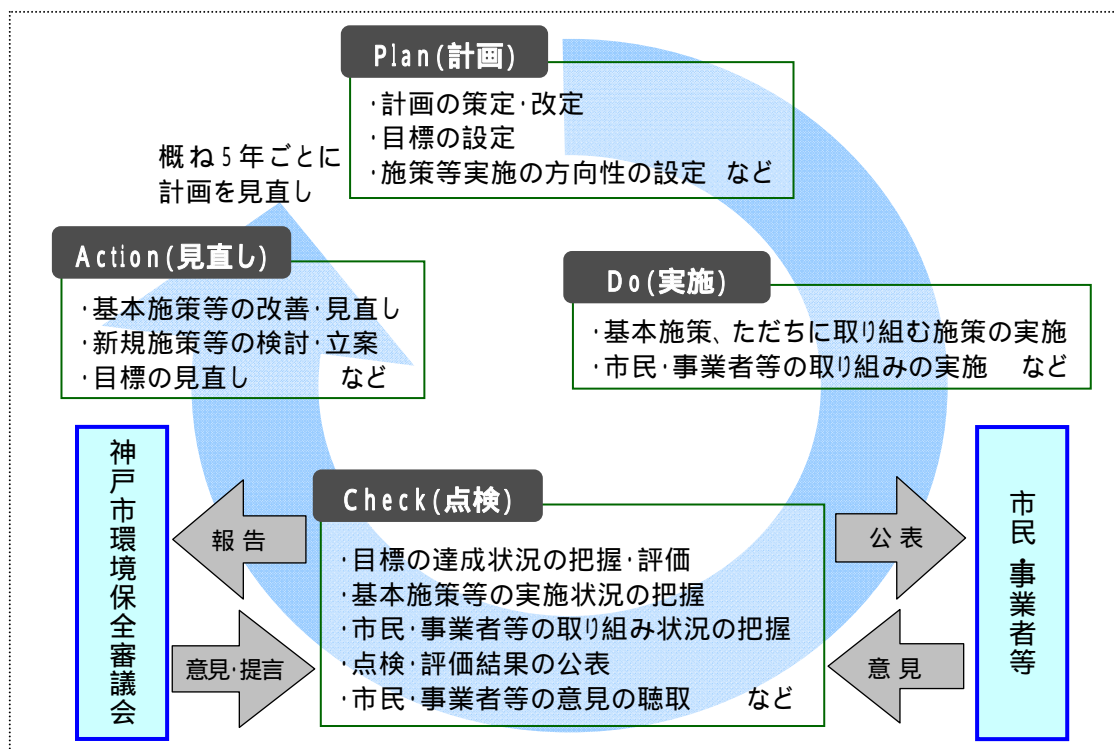 Plan(計画)
・計画の策定・改定
・目標の設定
・施策等実施の方向性の設定 など
概ね5年ごとに
計画を見直し
Action(見直し)
・基本施策等の改善・見直し
・新規施策等の検討・立案
・目標の見直し など
Do(実施)
・基本施策、ただちに取り組む施策の実施
・市民・事業者等の取り組みの実施 など
神戸市環境保全審議会
報告
意見・提言
Check(点検)
・目標の達成状況の把握・評価
・基本施策等の実施状況の把握
・市民・事業者等の取り組み状況の把握
・点検・評価結果の公表
・市民・事業者等の意見の聴取 など
公表
意見
市民・事業者等